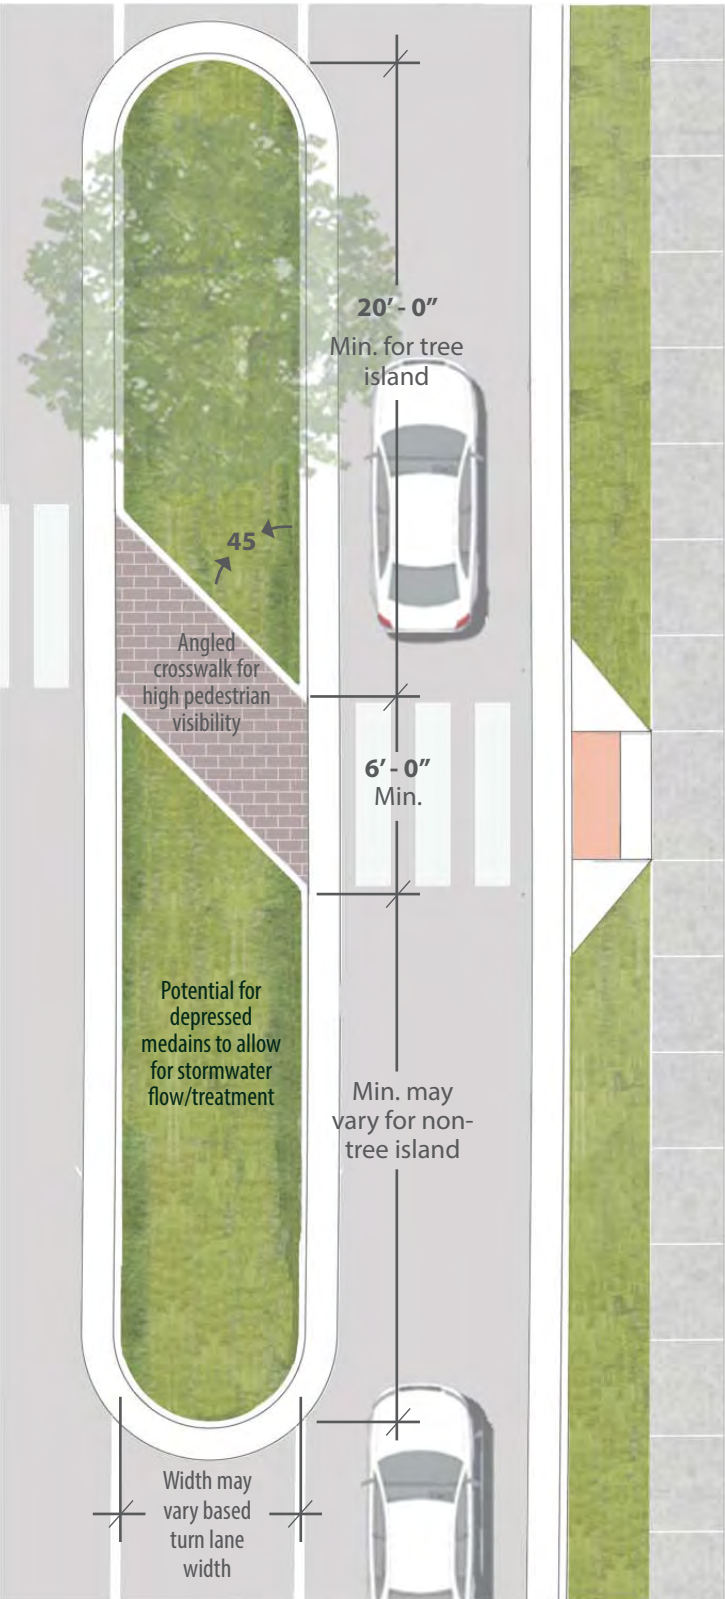 20’ - 0”
Min. for tree
island
45
Angled
crosswalk for
high pedestrian
visibility
6’ - 0”
Min.
Potential for
depressed
medains to allow
for stormwater
flow/treatment
Min. may
vary for non-
tree island
Width may
vary based
turn lane
width